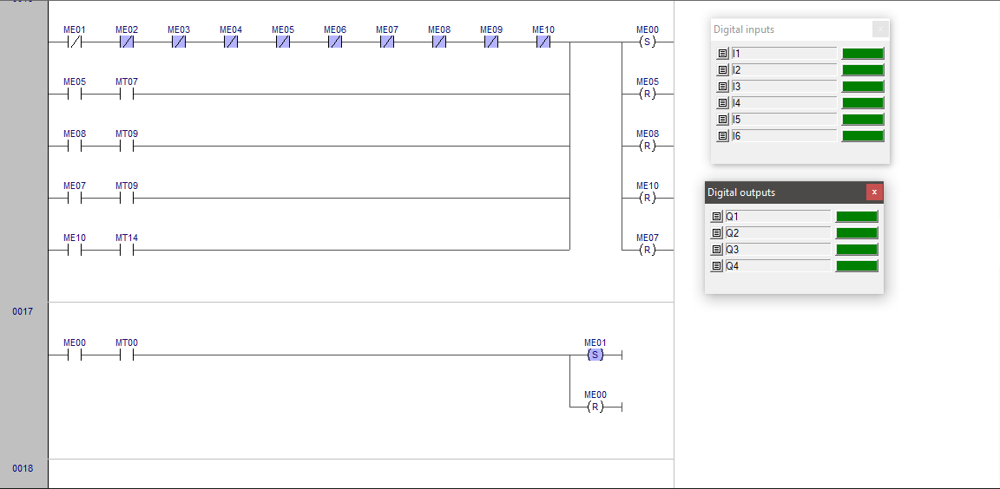 ME01 ME02 ME03 ME04 ME05 ME06 ME07 ME08 ME09 ME10 ME00
(S)
ME05 MT07 ME05
(R)
ME08 MT09 ME08
(R)
ME07 MT09 ME10
(R)
ME10 MT14 ME07
(R)
0017
ME00 MT00 ME01
(S)
ME00
(R)
0018
Digital inputs x
I1
I2
I3
I4
I5
I6
Digital outputs x
Q1
Q2
Q3
Q4